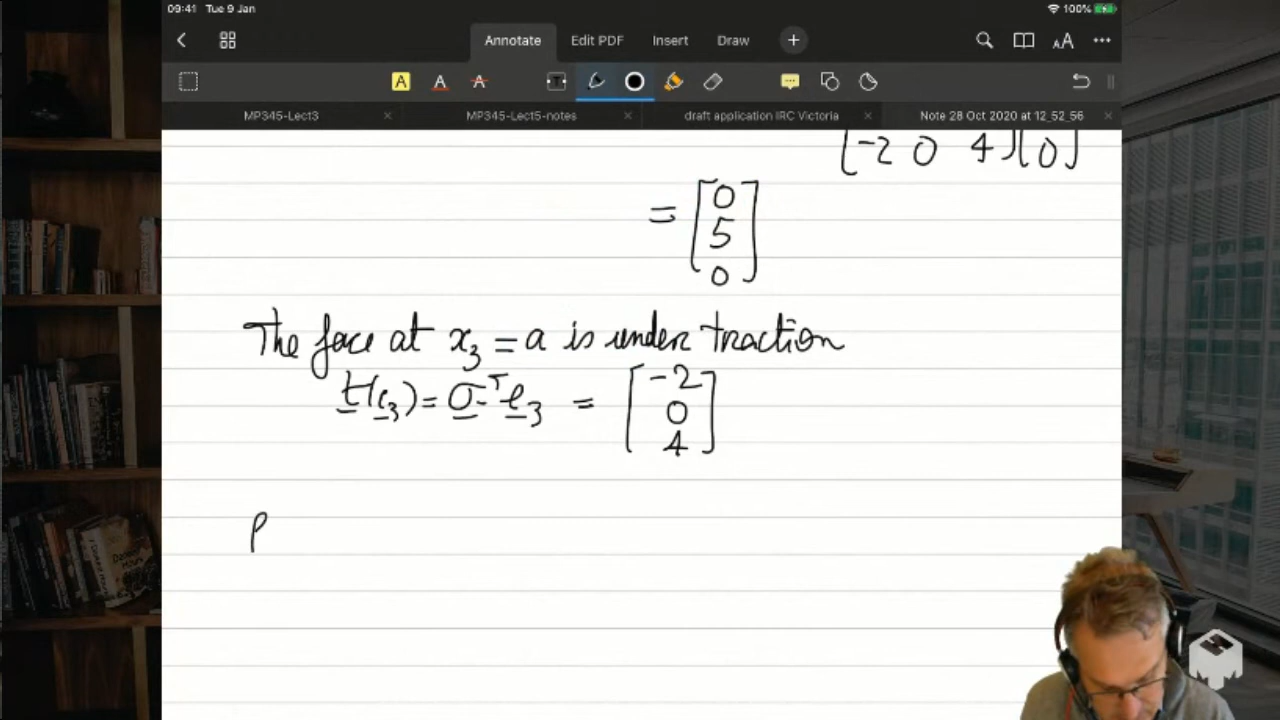 09:41 Tue 9 Jan
100%
Annotate Edit PDF Insert Draw
MP345-Lect3 MP345-Lect5-notes draft application IRC Victoria Note 28 Oct 2020 at 12_52_56
[-2 0 4][0]
= [0
5
0]
The face at x₃ = a is under traction
t(e₃) = σᵀe₃ = [-2
0
4]
P